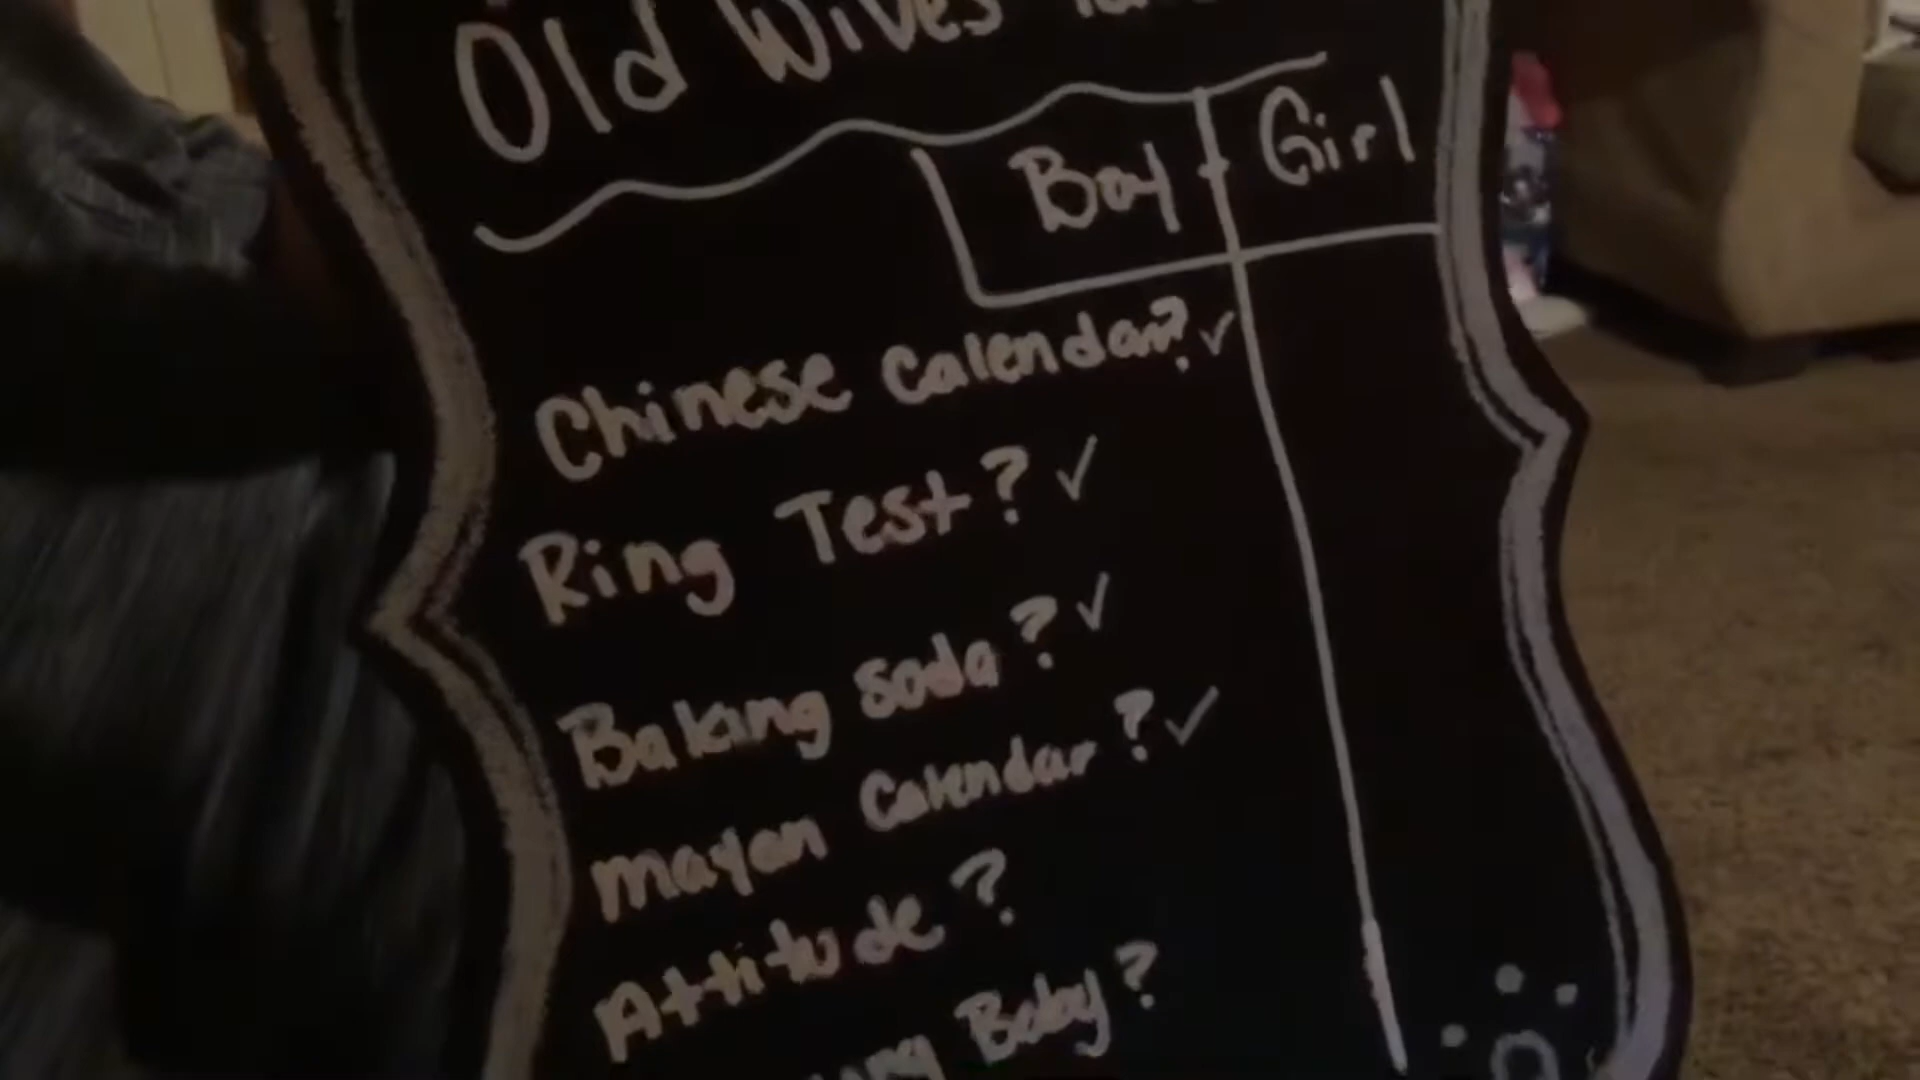 Old Wives
Boy Girl
Chinese Calendar? ✓
Ring Test? ✓
Baking soda? ✓
Mayan Calendar? ✓
Attitude?
Baby?